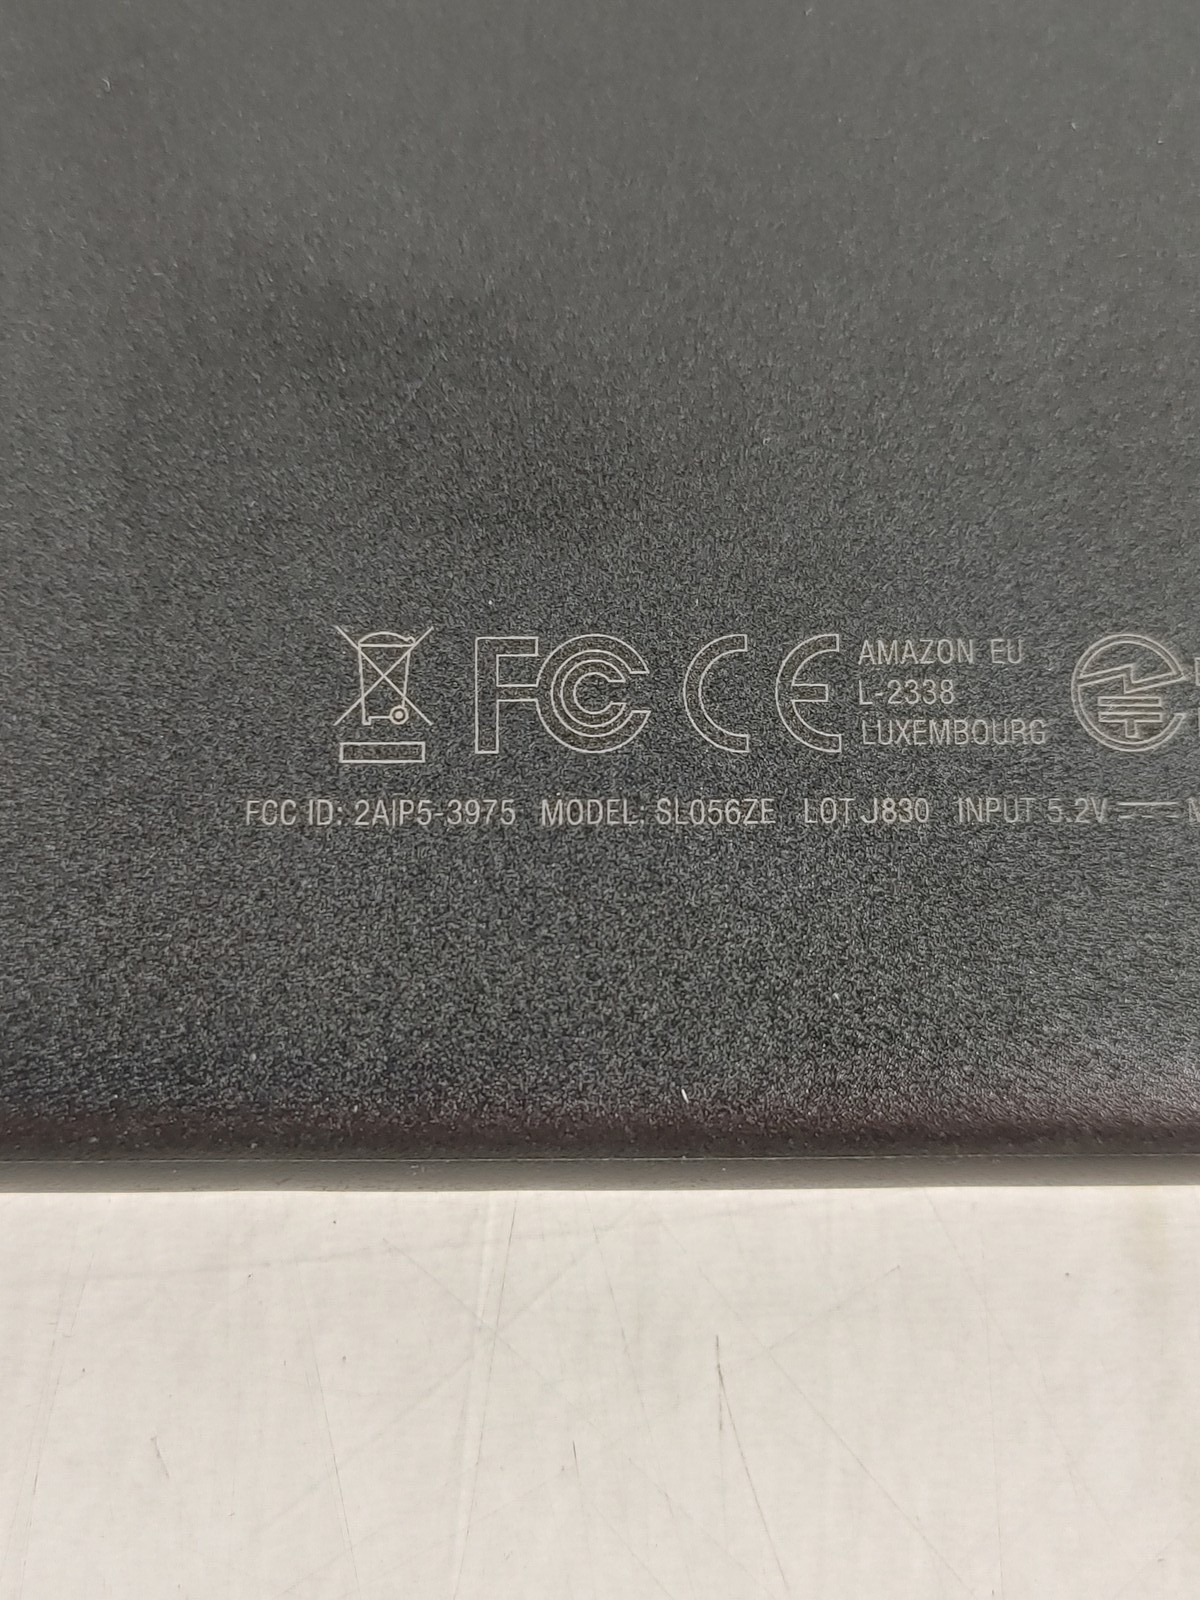 FC CE AMAZON EU
L-2338
LUXEMBOURG
FCC ID: 2AIP5-3975 MODEL: SL056ZE LOT J830 INPUT 5.2V